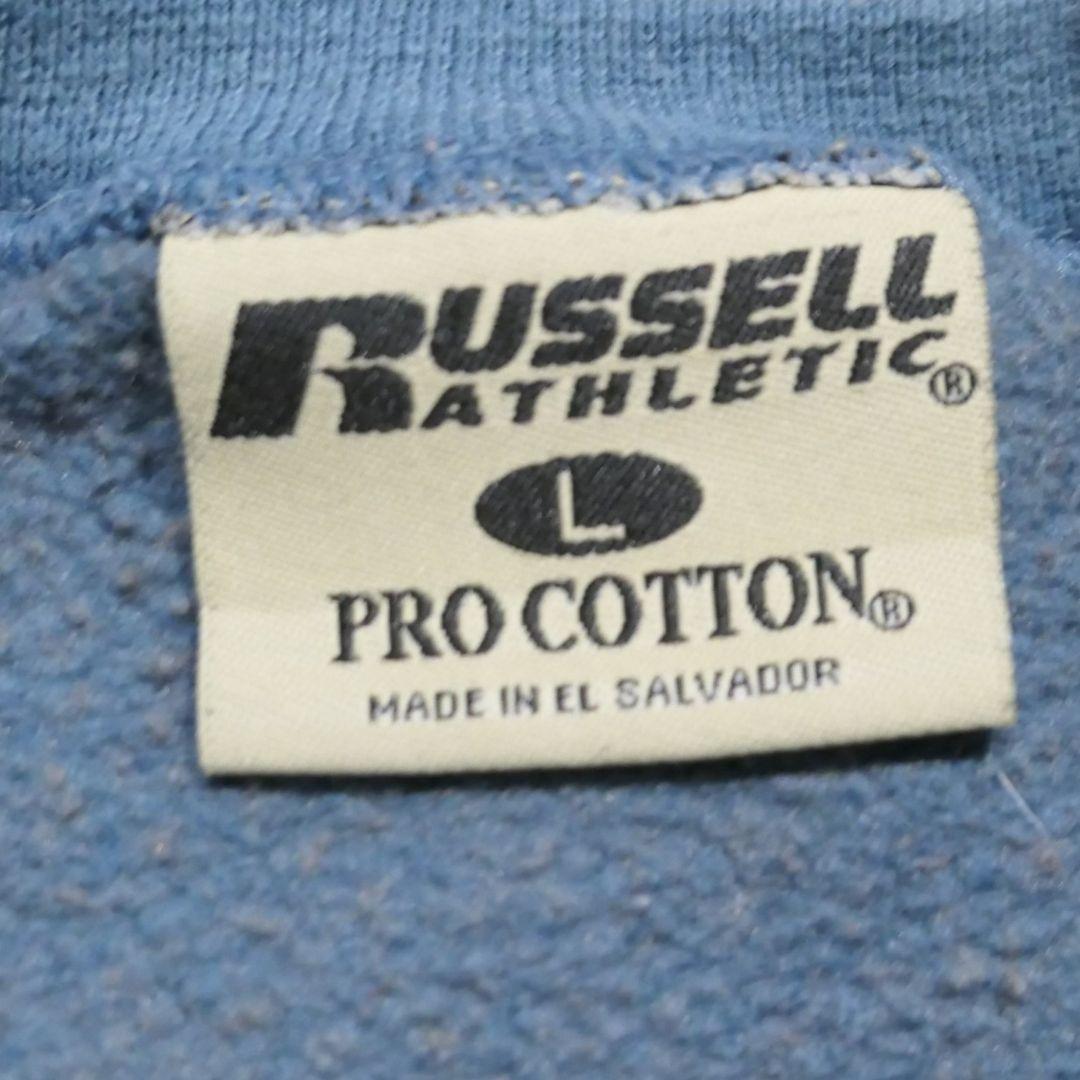 RUSSELL
ATHLETIC®
L
PRO COTTON®
MADE IN EL SALVADOR